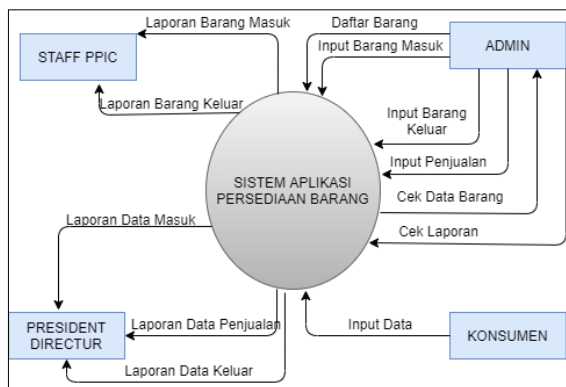 Laporan Barang Masuk
Daftar Barang
Input Barang Masuk
ADMIN
STAFF PPIC
Laporan Barang Keluar
Input Barang
Keluar
Input Penjualan
SISTEM APLIKASI
PERSEDIAAN BARANG
Cek Data Barang
Laporan Data Masuk
Cek Laporan
PRESIDENT
DIRECTUR
Laporan Data Penjualan
Input Data
KONSUMEN
Laporan Data Keluar